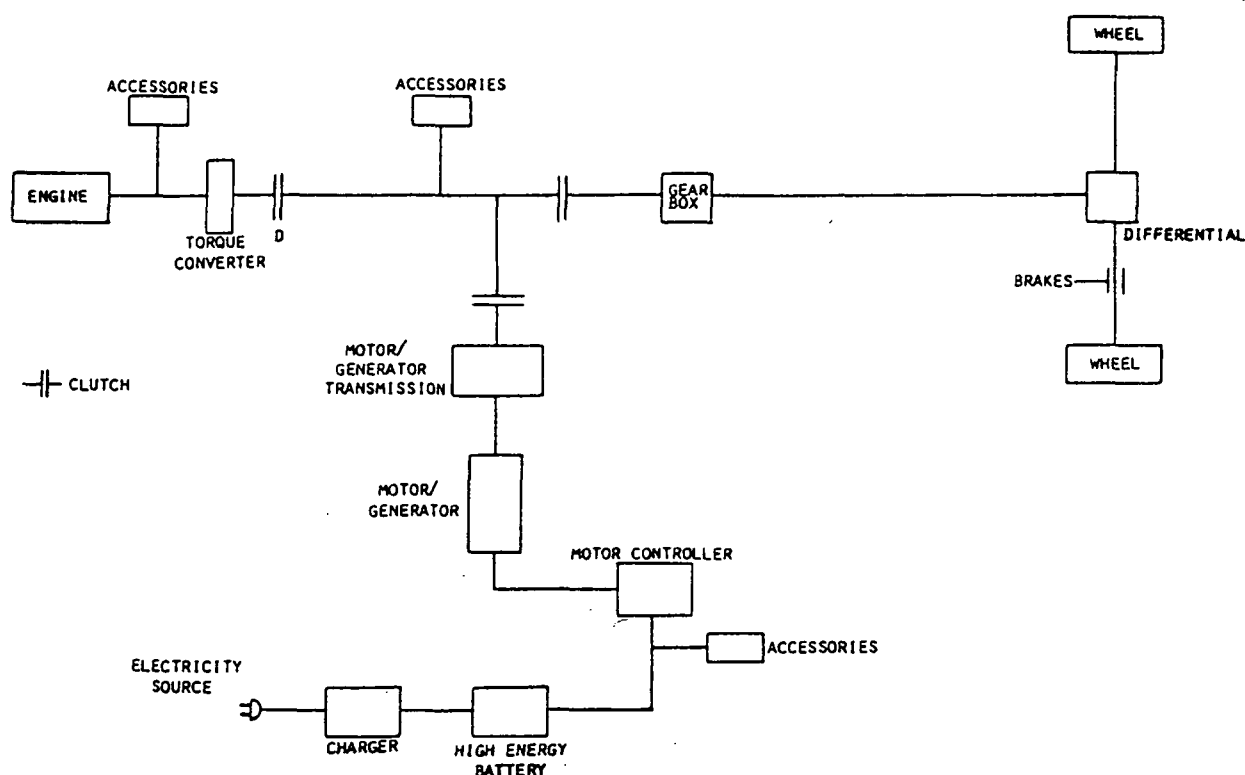 WHEEL
ACCESSORIES
ACCESSORIES
ENGINE
GEAR
BOX
D
TORQUE
CONVERTER
DIFFERENTIAL
BRAKES
MOTOR/
GENERATOR
TRANSMISSION
WHEEL
CLUTCH
MOTOR/
GENERATOR
MOTOR CONTROLLER
ACCESSORIES
ELECTRICITY
SOURCE
CHARGER
HIGH ENERGY
BATTERY